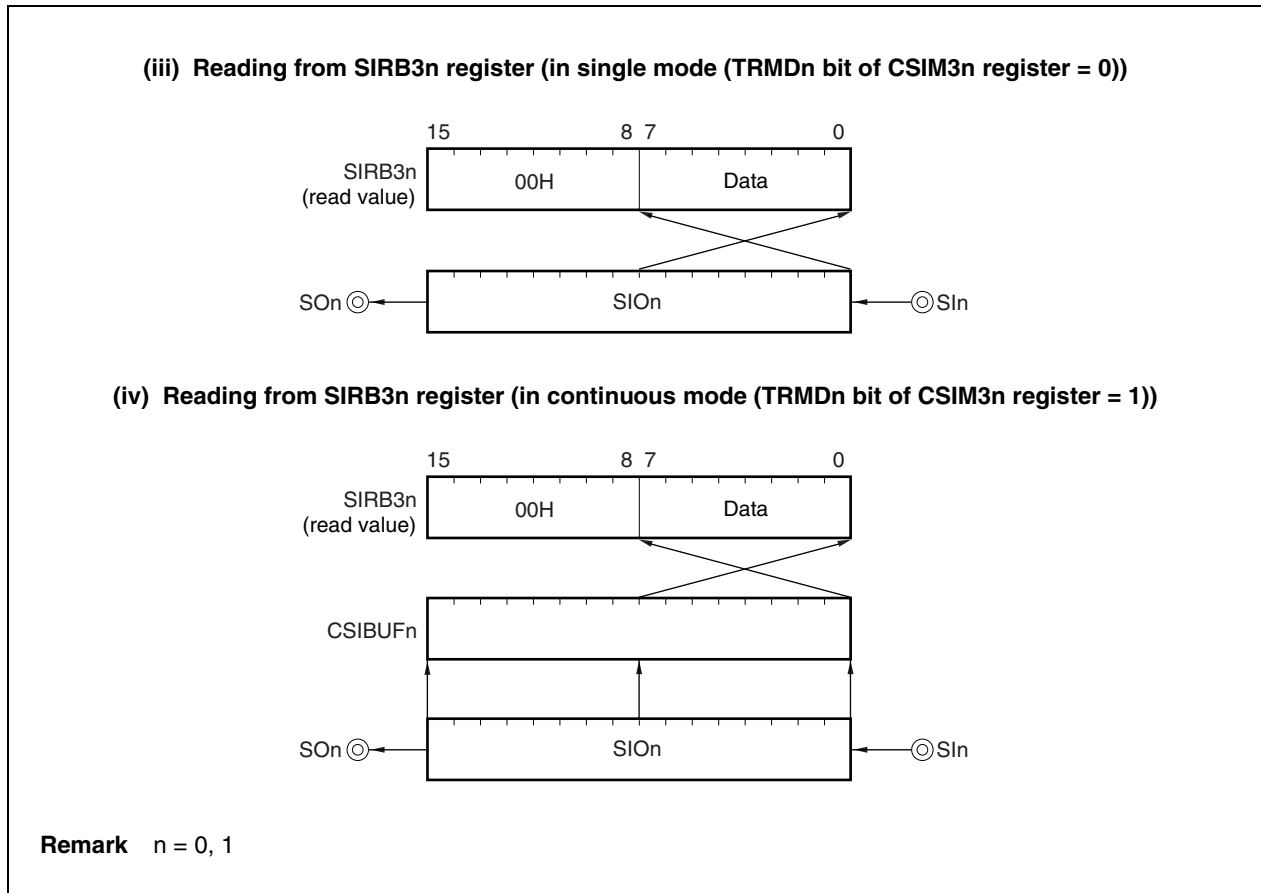 (iii) Reading from SIRB3n register (in single mode (TRMDn bit of CSIM3n register = 0))
15 8 7 0
SIRB3n
(read value)
00H Data
SOn SIOn SIn
(iv) Reading from SIRB3n register (in continuous mode (TRMDn bit of CSIM3n register = 1))
15 8 7 0
SIRB3n
(read value)
00H Data
CSIBUFn
SOn SIOn SIn
Remark n = 0, 1